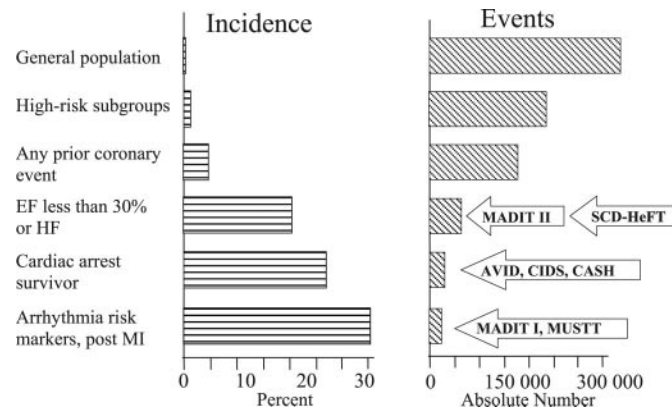 Incidence
Events
General population
High-risk subgroups
Any prior coronary
event
EF less than 30%
or HF
MADIT II
SCD-HeFT
Cardiac arrest
survivor
AVID, CIDS, CASH
Arrhythmia risk
markers, post MI
MADIT I, MUSTT
0 10 20 30
Percent
0 150 000 300 000
Absolute Number